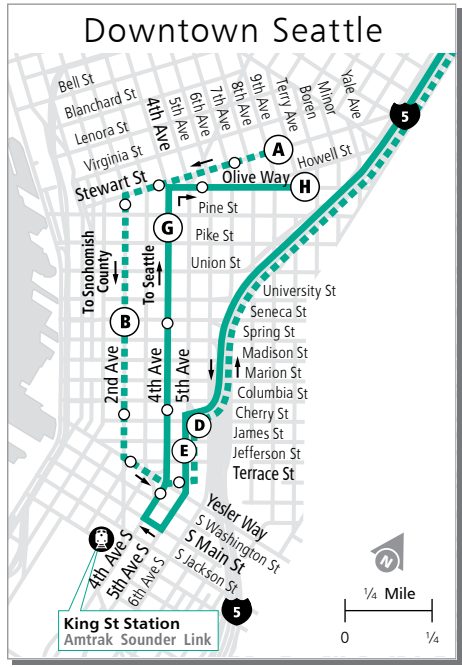 Downtown Seattle
Bell St
Blanchard St
Lenora St
Virginia St
Stewart St
4th Ave
5th Ave
6th Ave
7th Ave
8th Ave
9th Ave
Terry Ave
Boren
Minor
Yale Ave
5
A
Howell St
Olive Way
H
Pine St
G
Pike St
Union St
To Snohomish
County
To Seattle
University St
Seneca St
Spring St
Madison St
Marion St
Columbia St
Cherry St
James St
Jefferson St
Terrace St
B
2nd Ave
4th Ave
5th Ave
D
E
Yesler Way
S Washington St
S Main St
S Jackson St
4th Ave S
5th Ave S
6th Ave S
N
5
King St Station
Amtrak Sounder Link
¼ Mile
0
¼